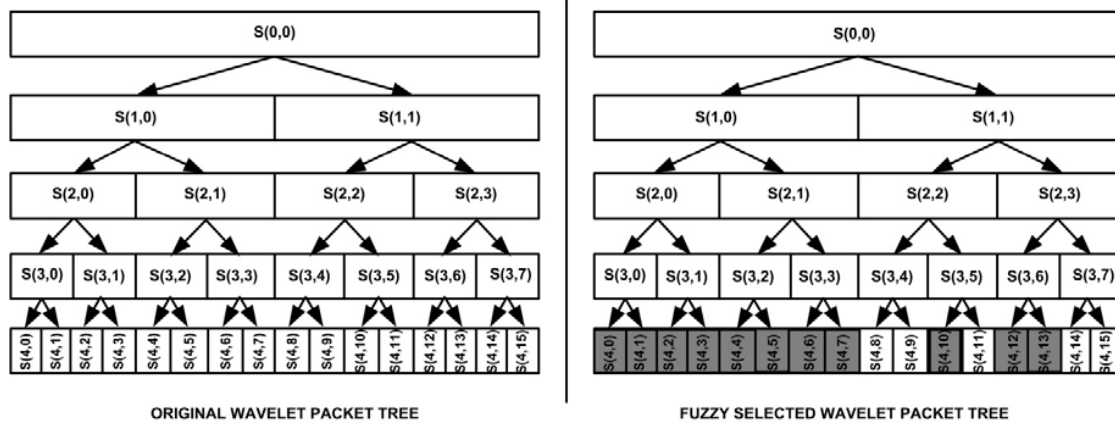 S(0,0)
S(1,0) S(1,1)
S(2,0) S(2,1) S(2,2) S(2,3)
S(3,0) S(3,1) S(3,2) S(3,3) S(3,4) S(3,5) S(3,6) S(3,7)
S(4,0) S(4,1) S(4,2) S(4,3) S(4,4) S(4,5) S(4,6) S(4,7) S(4,8) S(4,9) S(4,10) S(4,11) S(4,12) S(4,13) S(4,14) S(4,15)
ORIGINAL WAVELET PACKET TREE
S(0,0)
S(1,0) S(1,1)
S(2,0) S(2,1) S(2,2) S(2,3)
S(3,0) S(3,1) S(3,2) S(3,3) S(3,4) S(3,5) S(3,6) S(3,7)
S(4,0) S(4,1) S(4,2) S(4,3) S(4,4) S(4,5) S(4,6) S(4,7) S(4,8) S(4,9) S(4,10) S(4,11) S(4,12) S(4,13) S(4,14) S(4,15)
FUZZY SELECTED WAVELET PACKET TREE